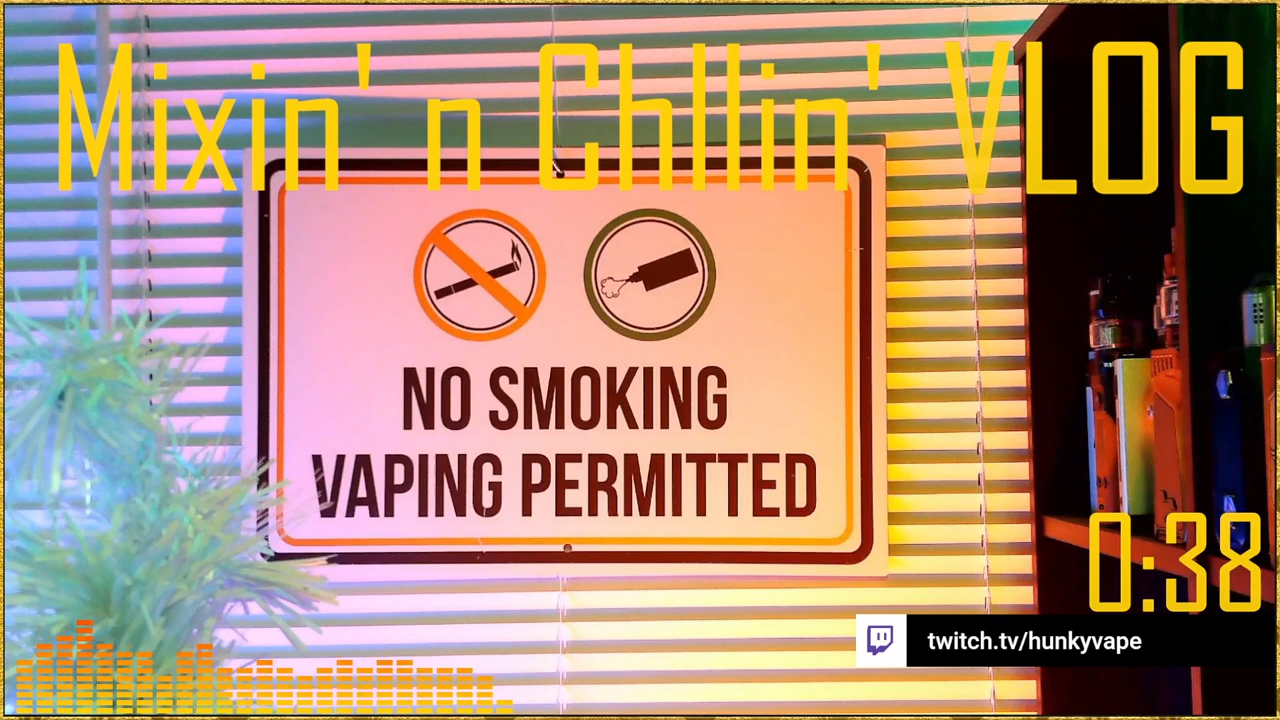 Mixin' n Chllin' VLOG
NO SMOKING
VAPING PERMITTED
0:38
twitch.tv/hunkyvape